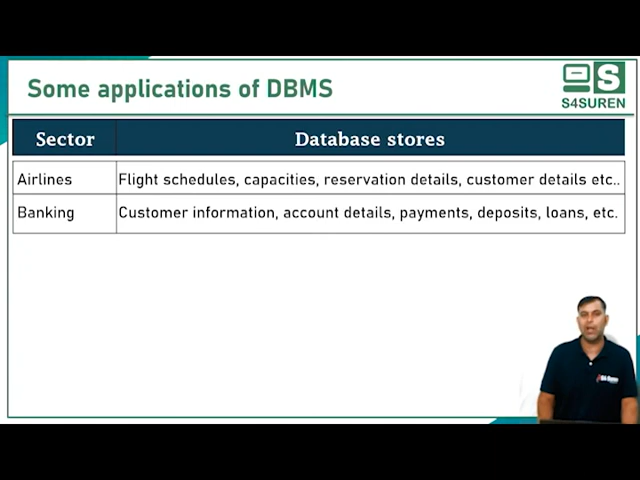 Some applications of DBMS
S
S4SUREN
Sector Database stores
Airlines Flight schedules, capacities, reservation details, customer details etc..
Banking Customer information, account details, payments, deposits, loans, etc.